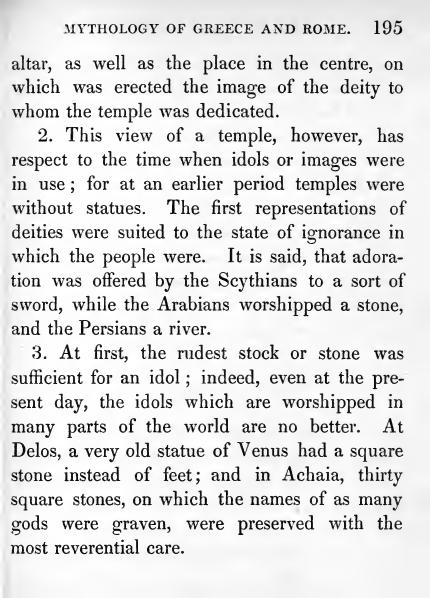 MYTHOLOGY OF GREECE AND ROME. 195
altar, as well as the place in the centre, on
which was erected the image of the deity to
whom the temple was dedicated.
2. This view of a temple, however, has
respect to the time when idols or images were
in use; for at an earlier period temples were
without statues. The first representations of
deities were suited to the state of ignorance in
which the people were. It is said, that adora-
tion was offered by the Scythians to a sort of
sword, while the Arabians worshipped a stone,
and the Persians a river.
3. At first, the rudest stock or stone was
sufficient for an idol; indeed, even at the pre-
sent day, the idols which are worshipped in
many parts of the world are no better. At
Delos, a very old statue of Venus had a square
stone instead of feet; and in Achaia, thirty
square stones, on which the names of as many
gods were graven, were preserved with the
most reverential care.